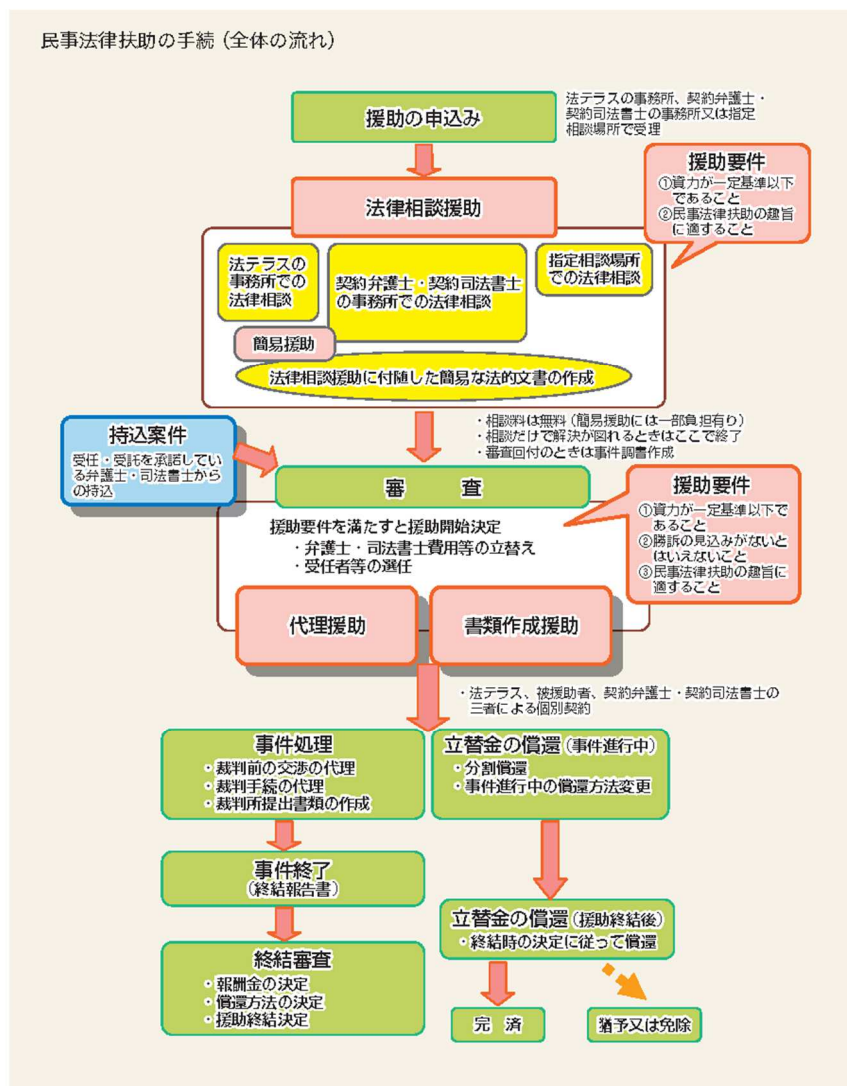 民事法律扶助の手続（全体の流れ）
援助の申込み
法テラスの事務所、契約弁護士・
契約司法書士の事務所又は指定
相談場所で受理
法律相談援助
援助要件
①資力が一定基準以下
であること
②民事法律扶助の趣旨
に適すること
法テラスの
事務所での
法律相談
契約弁護士・契約司法書士
の事務所での法律相談
指定相談場所
での法律相談
簡易援助
法律相談援助に付随した簡易な法的文書の作成
・相談料は無料（簡易援助には一部負担有り）
・相談だけで解決が図れるときはここで終了
・審査回付のときは事件調書作成
持込案件
受任・受託を承諾してい
る弁護士・司法書士から
の持込
審　査
援助要件を満たすと援助開始決定
・弁護士・司法書士費用等の立替え
・受任者等の選任
援助要件
①資力が一定基準以下で
あること
②勝訴の見込みがないと
はいえないこと
③民事法律扶助の趣旨に
適すること
代理援助
書類作成援助
・法テラス、被援助者、契約弁護士・契約司法書士の
三者による個別契約
事件処理
・裁判前の交渉の代理
・裁判手続の代理
・裁判所提出書類の作成
立替金の償還（事件進行中）
・分割償還
・事件進行中の償還方法変更
事件終了
（終結報告書）
立替金の償還（援助終結後）
・終結時の決定に従って償還
終結審査
・報酬金の決定
・償還方法の決定
・援助終結決定
完　済
猶予又は免除